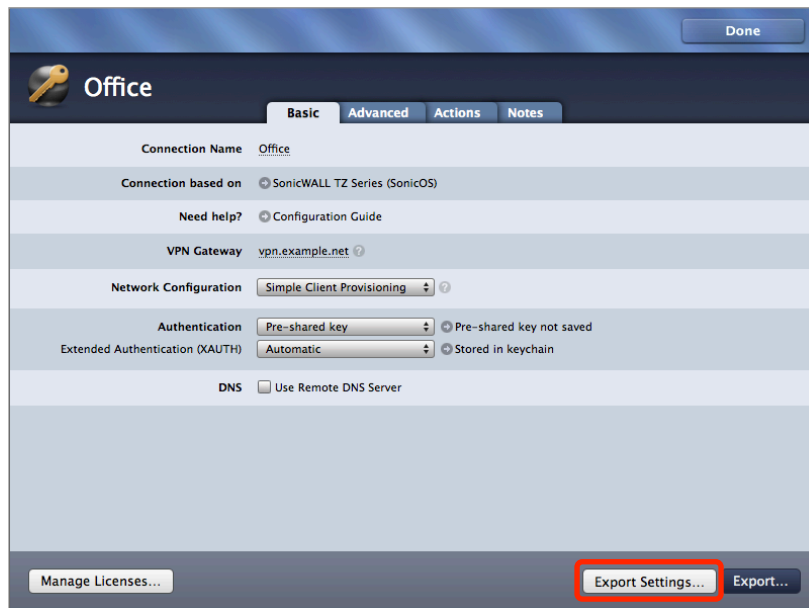 Done
Office
Basic Advanced Actions Notes
Connection Name Office
Connection based on SonicWALL TZ Series (SonicOS)
Need help? Configuration Guide
VPN Gateway vpn.example.net ?
Network Configuration Simple Client Provisioning ?
Authentication Pre-shared key Pre-shared key not saved
Extended Authentication (XAUTH) Automatic Stored in keychain
DNS Use Remote DNS Server
Manage Licenses... Export Settings... Export...